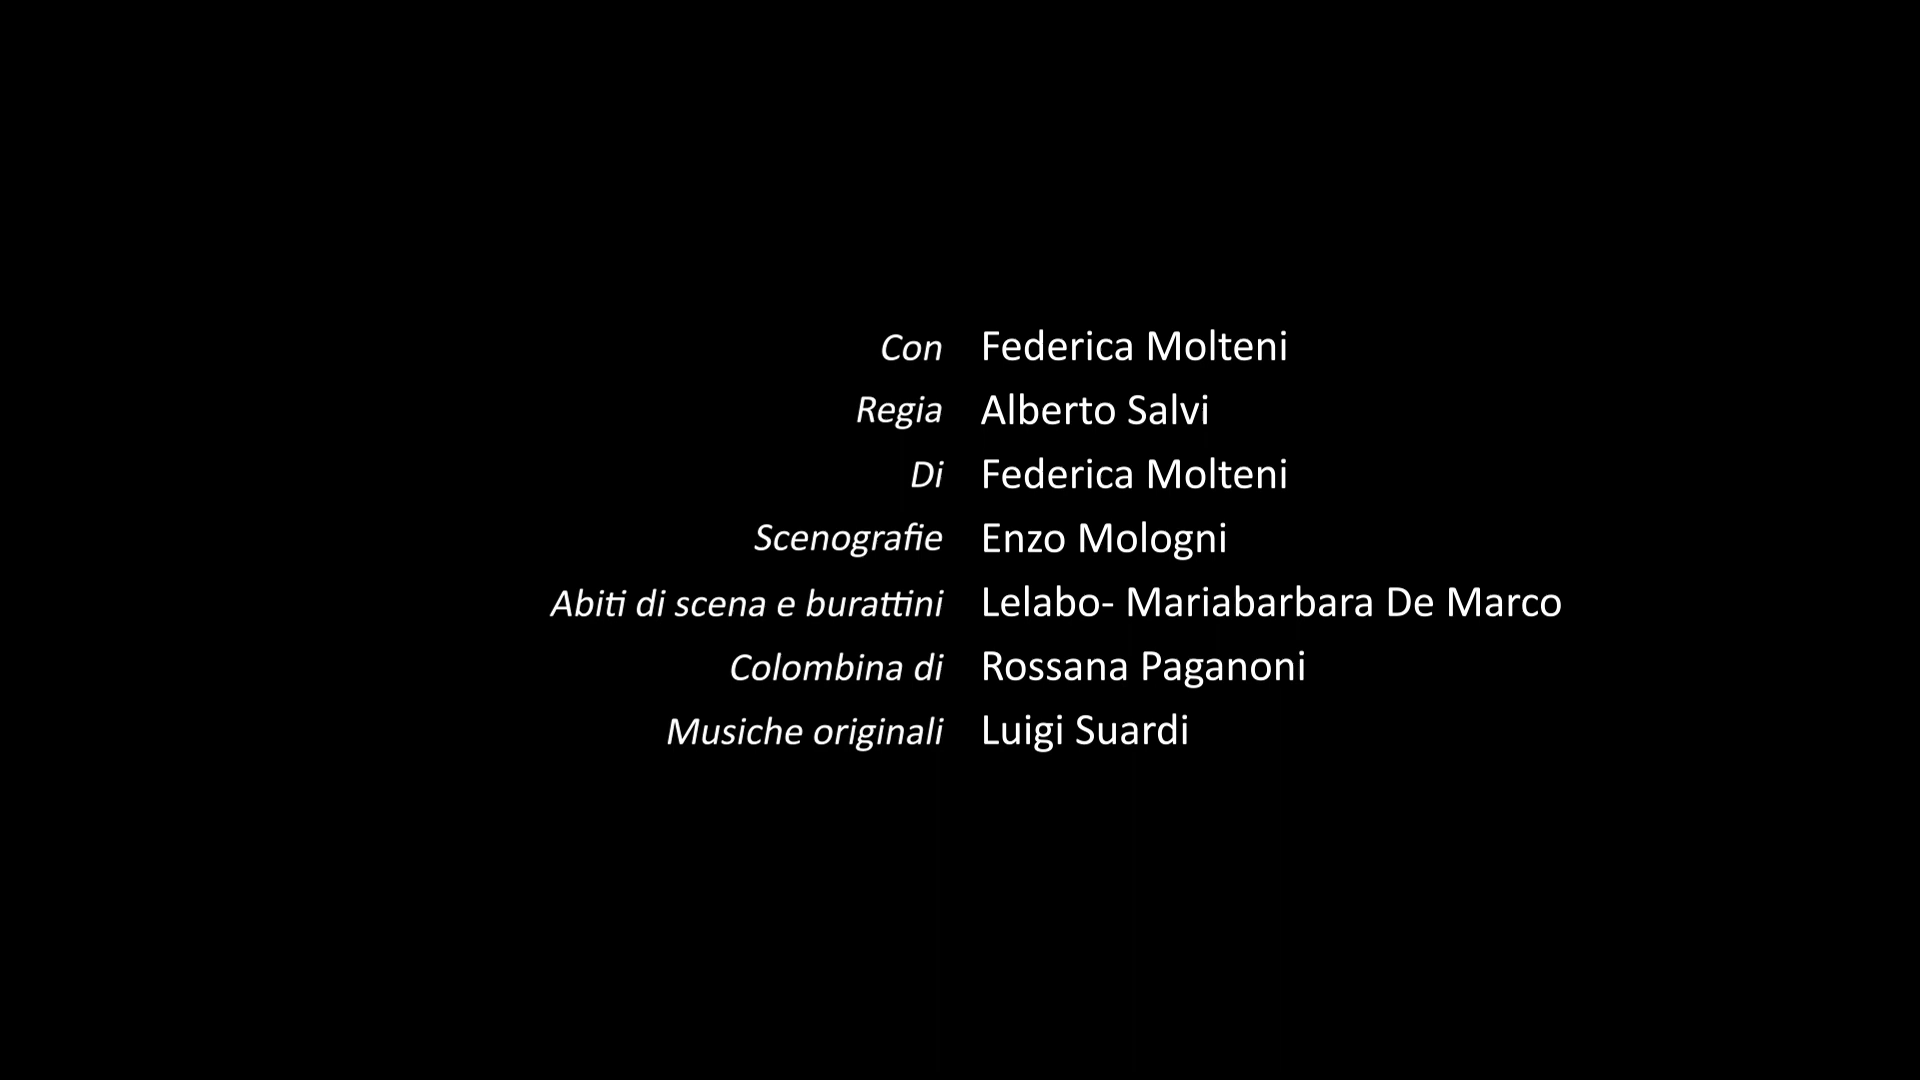 Con Federica Molteni
Regia Alberto Salvi
Di Federica Molteni
Scenografie Enzo Mologni
Abiti di scena e burattini Lelabo- Mariabarbara De Marco
Colombina di Rossana Paganoni
Musiche originali Luigi Suardi